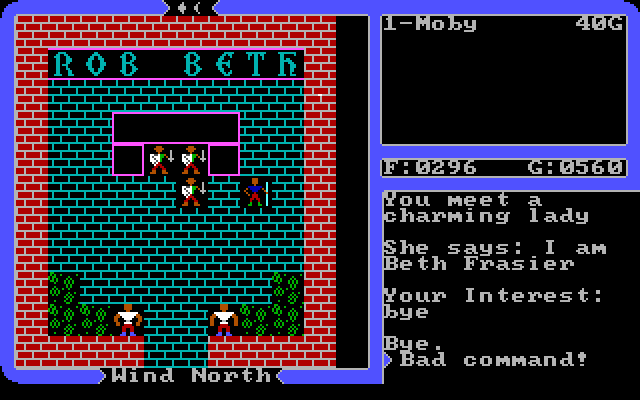 1-Moby 40G
ROB BETH
F:0296 G:0560
You meet a
charming lady
She says: I am
Beth Frasier
Your Interest:
bye
Bye.
Bad command!
Wind North